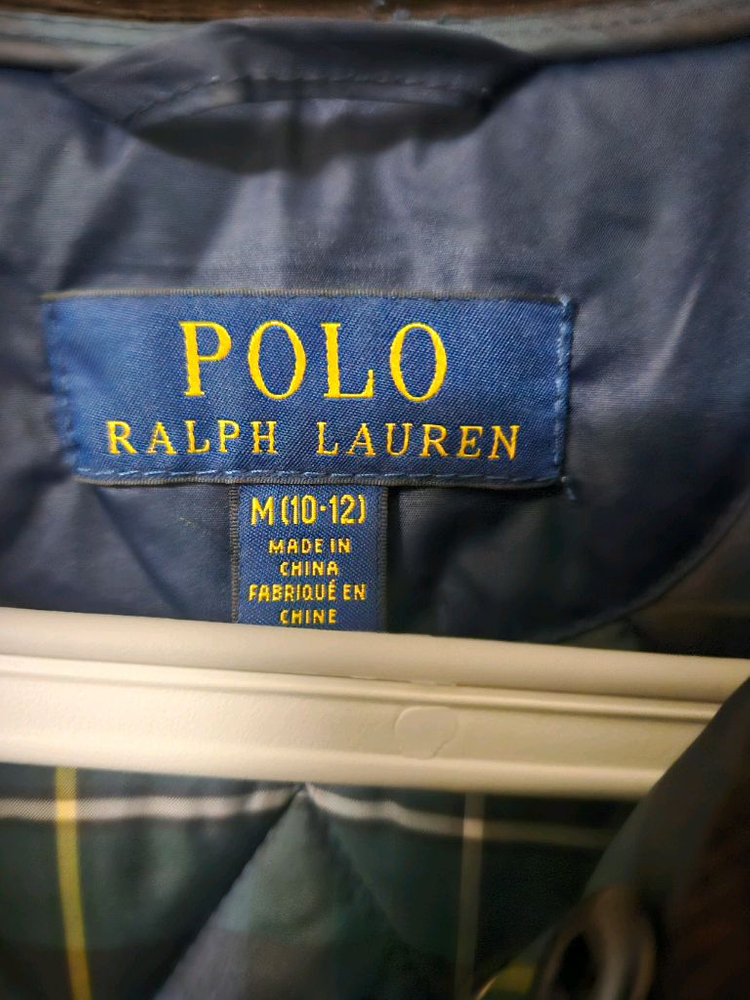 POLO
RALPH LAUREN
M (10-12)
MADE IN
CHINA
FABRIQUÉ EN
CHINE